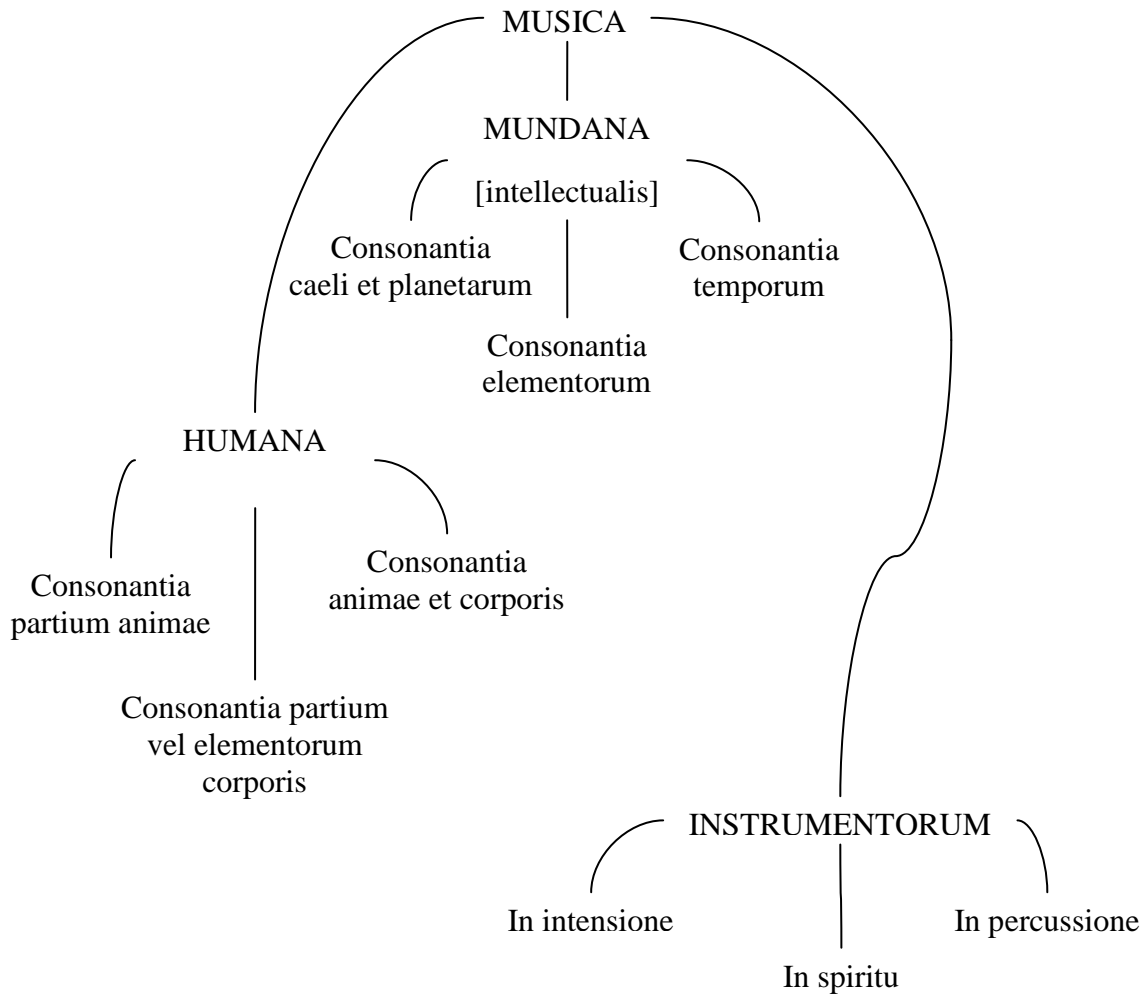 MUSICA
MUNDANA
[intellectualis]
Consonantia
caeli et planetarum
Consonantia
temporum
Consonantia
elementorum
HUMANA
Consonantia
partium animae
Consonantia
animae et corporis
Consonantia partium
vel elementorum
corporis
INSTRUMENTORUM
In intensione
In percussione
In spiritu